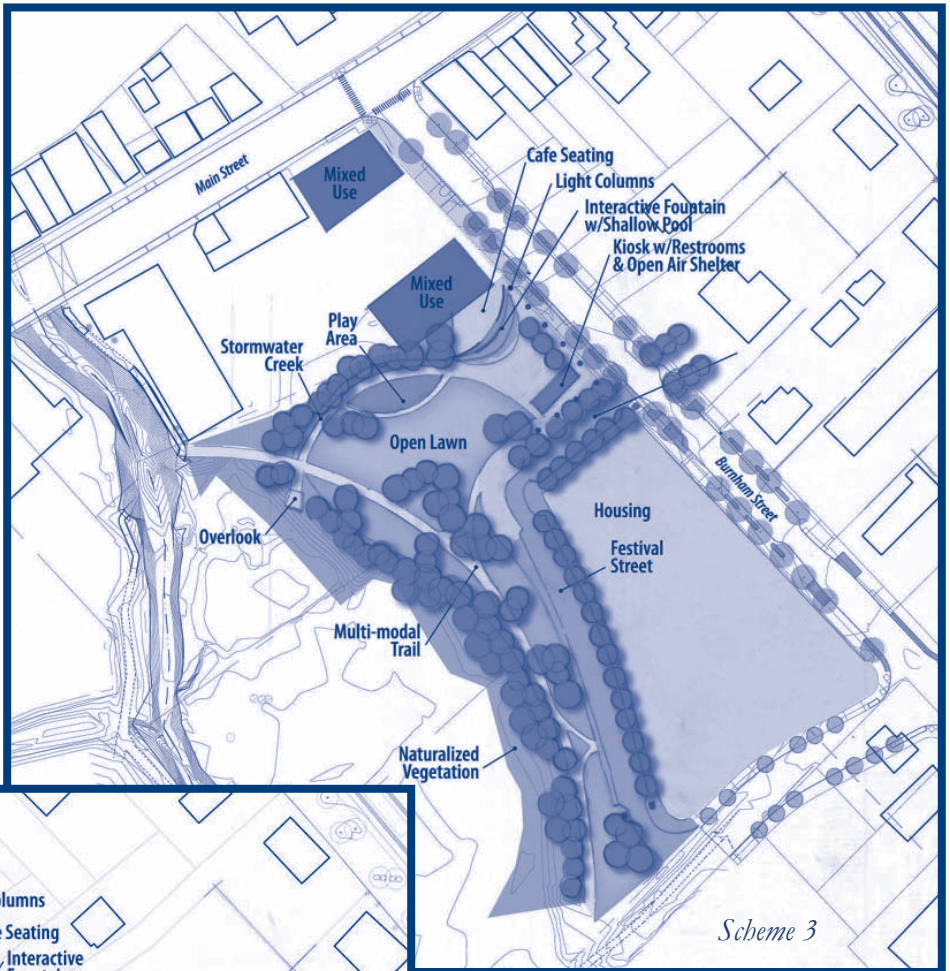 Main Street
Mixed
Use
Cafe Seating
Light Columns
Interactive Fountain
w/Shallow Pool
Kiosk w/Restrooms
& Open Air Shelter
Mixed
Use
Play
Area
Stormwater
Creek
Open Lawn
Burnham Street
Overlook
Housing
Festival
Street
Multi-modal
Trail
Naturalized
Vegetation
Scheme 3
Seating
Interactive